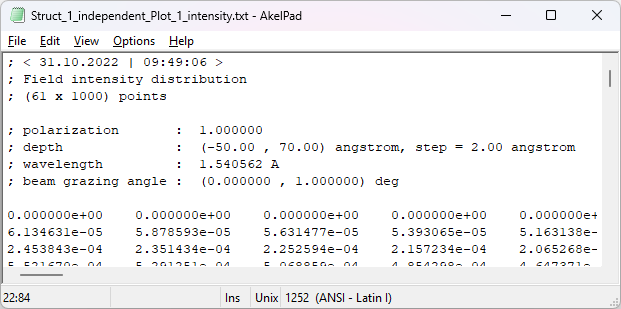 Struct_1_independent_Plot_1_intensity.txt - AkelPad
File Edit View Options Help
; < 31.10.2022 | 09:49:06 >
; Field intensity distribution
; (61 x 1000) points
; polarization : 1.000000
; depth : (-50.00 , 70.00) angstrom, step = 2.00 angstrom
; wavelength : 1.540562 A
; beam grazing angle : (0.000000 , 1.000000) deg
0.000000e+00 0.000000e+00 0.000000e+00 0.000000e+00 0.000000e+
6.134631e-05 5.878593e-05 5.631477e-05 5.393065e-05 5.163138e-
2.453843e-04 2.351434e-04 2.252594e-04 2.157234e-04 2.065268e-
22:84 Ins Unix 1252 (ANSI - Latin I)